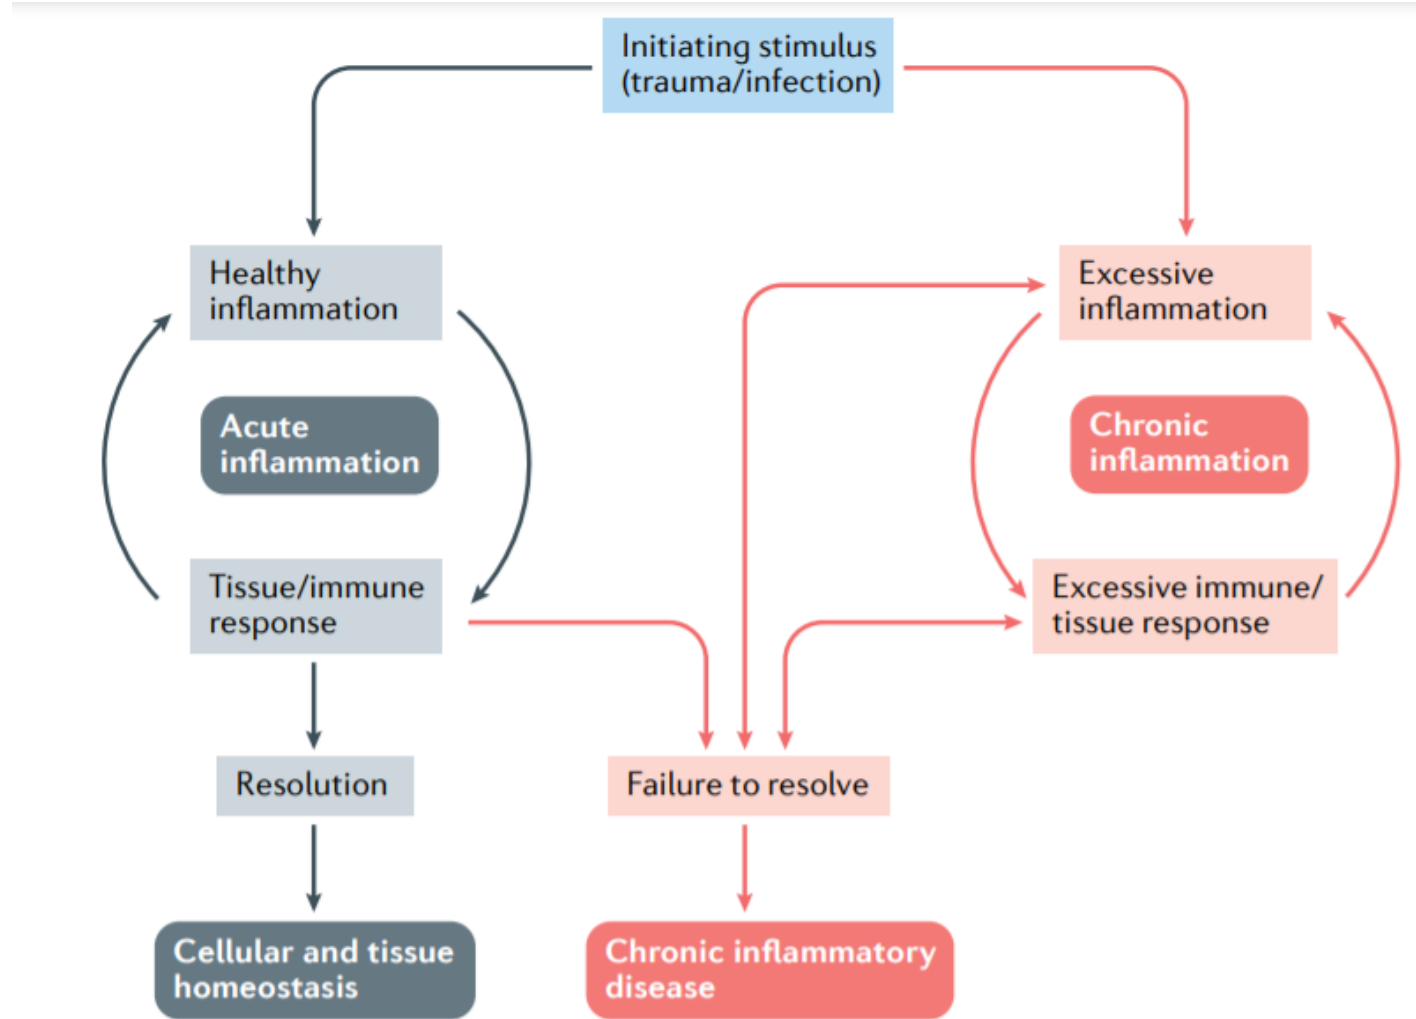 Initiating stimulus
(trauma/infection)
Healthy
inflammation
Excessive
inflammation
Acute
inflammation
Chronic
inflammation
Tissue/immune
response
Excessive immune/
tissue response
Resolution
Failure to resolve
Cellular and tissue
homeostasis
Chronic inflammatory
disease